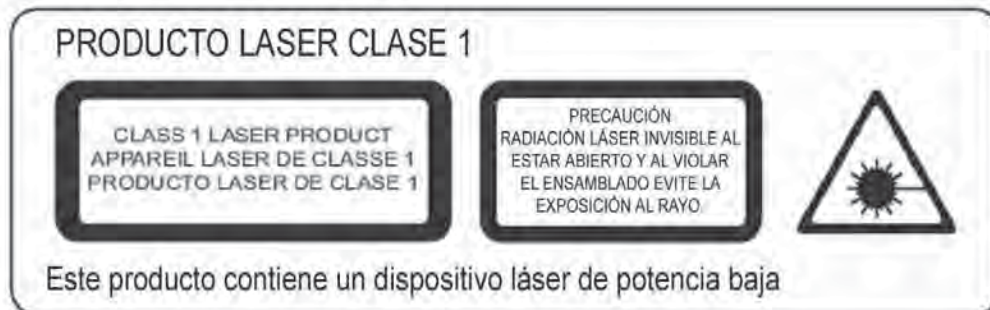 PRODUCTO LASER CLASE 1
CLASS 1 LASER PRODUCT
APPAREIL LASER DE CLASSE 1
PRODUCTO LASER DE CLASE 1
PRECAUCIÓN
RADIACIÓN LÁSER INVISIBLE AL
ESTAR ABIERTO Y AL VIOLAR
EL ENSAMBLADO EVITE LA
EXPOSICIÓN AL RAYO
Este producto contiene un dispositivo láser de potencia baja